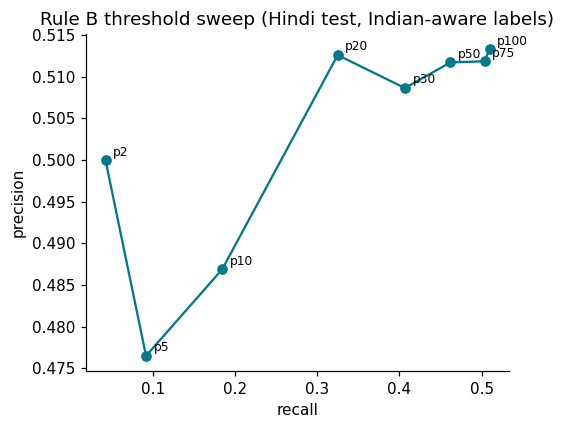 Rule B threshold sweep (Hindi test, Indian-aware labels)
0.515
0.510
0.505
0.500
0.495
0.490
0.485
0.480
0.475
precision
p2
p5
p10
p20
p30
p50
p75
p100
0.1
0.2
0.3
0.4
0.5
recall